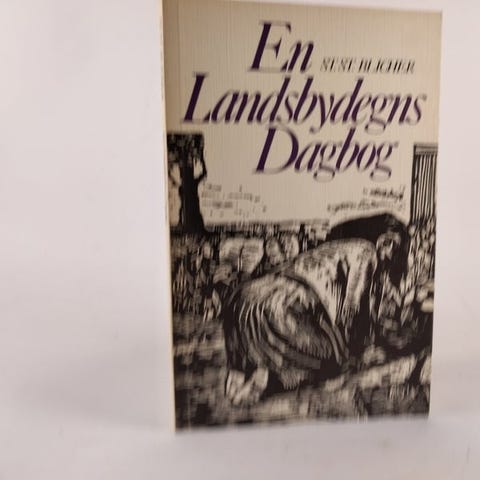 En
ST. ST. BLICHER
Landsbydegns
Dagbog